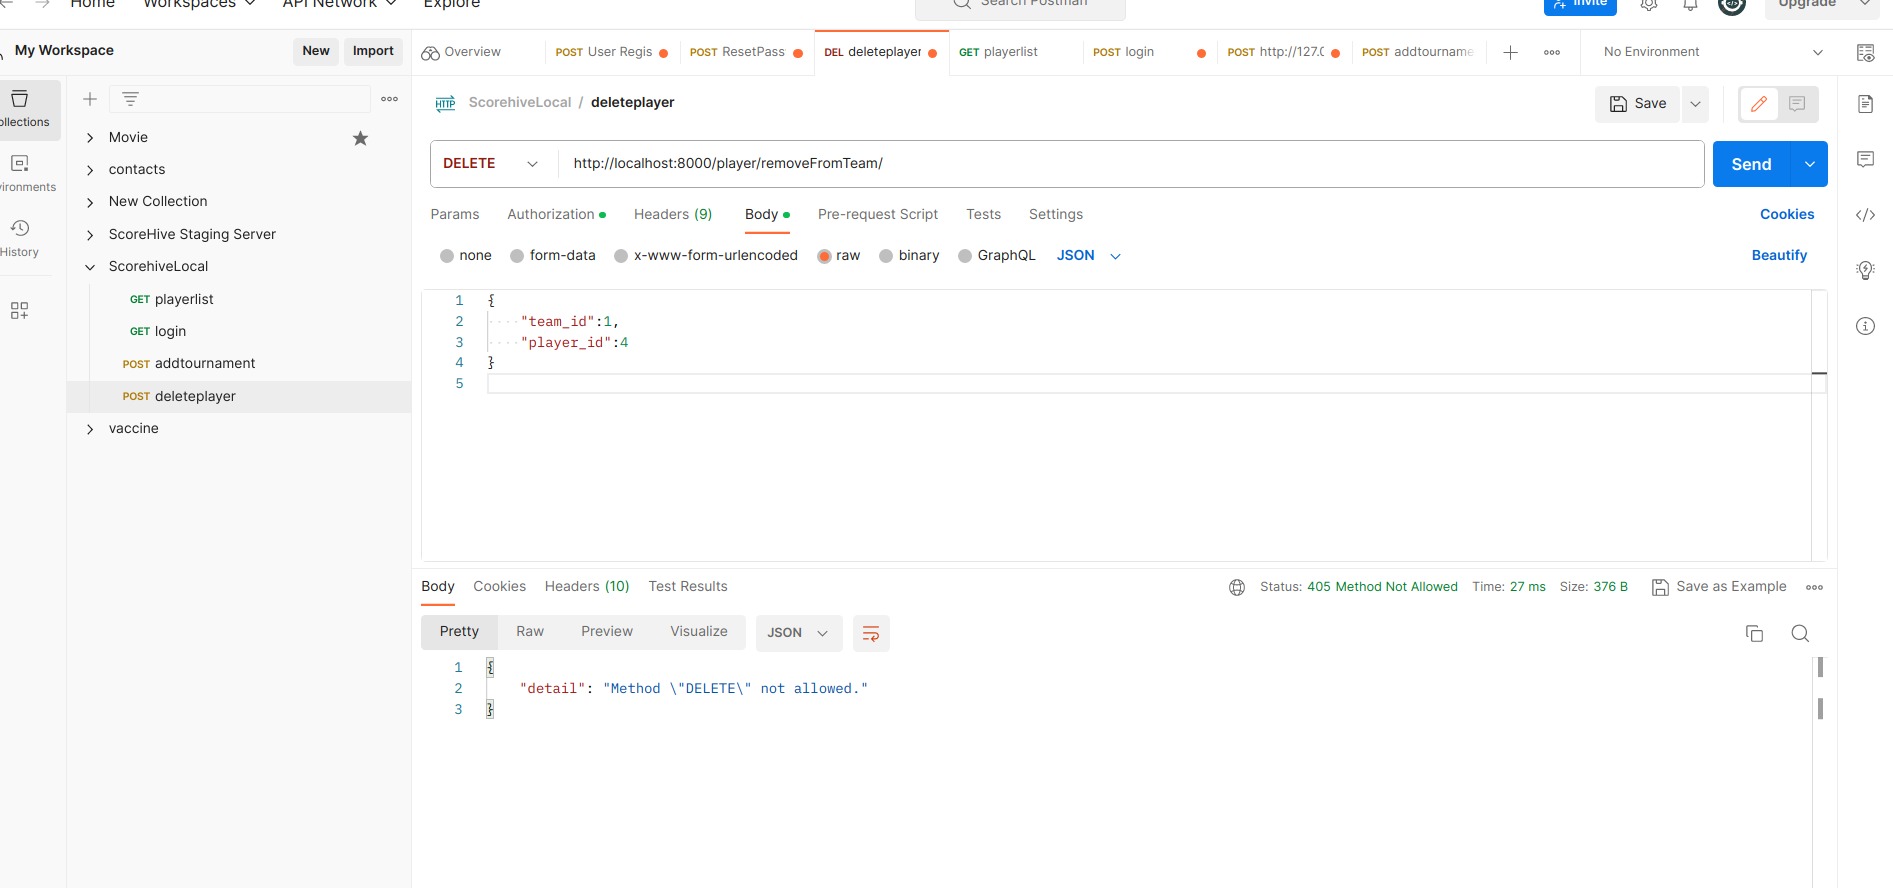 Home Workspaces API Network Explore Search Postman Invite Upgrade
My Workspace New Import
Overview POST User Regis POST ResetPass DEL deleteplayer GET playerlist POST login POST http://127.0 POST addtourname No Environment
ollections
vironments
History
Movie
contacts
New Collection
ScoreHive Staging Server
ScorehiveLocal
GET playerlist
GET login
POST addtournament
POST deleteplayer
vaccine
HTTP ScorehiveLocal / deleteplayer Save
DELETE http://localhost:8000/player/removeFromTeam/ Send
Params Authorization Headers (9) Body Pre-request Script Tests Settings Cookies
none form-data x-www-form-urlencoded raw binary GraphQL JSON Beautify
1 {
2 "team_id":1,
3 "player_id":4
4 }
5
Body Cookies Headers (10) Test Results Status: 405 Method Not Allowed Time: 27 ms Size: 376 B Save as Example
Pretty Raw Preview Visualize JSON
1 {
2 "detail": "Method \"DELETE\" not allowed."
3 }